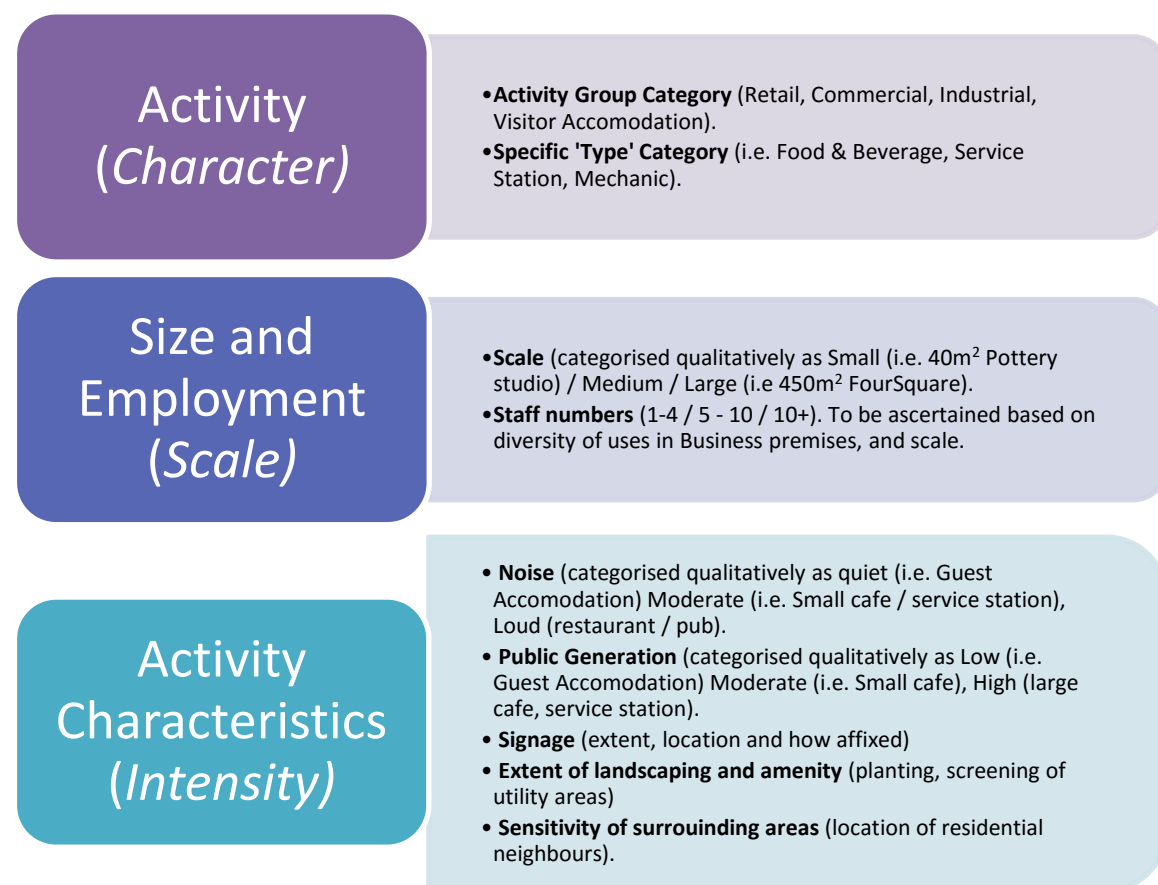 Activity
(Character)
•Activity Group Category (Retail, Commercial, Industrial,
Visitor Accomodation).
•Specific 'Type' Category (i.e. Food & Beverage, Service
Station, Mechanic).
Size and
Employment
(Scale)
•Scale (categorised qualitatively as Small (i.e. 40m² Pottery
studio) / Medium / Large (i.e 450m² FourSquare).
•Staff numbers (1-4 / 5 - 10 / 10+). To be ascertained based on
diversity of uses in Business premises, and scale.
Activity
Characteristics
(Intensity)
• Noise (categorised qualitatively as quiet (i.e. Guest
Accomodation) Moderate (i.e. Small cafe / service station),
Loud (restaurant / pub).
• Public Generation (categorised qualitatively as Low (i.e.
Guest Accomodation) Moderate (i.e. Small cafe), High (large
cafe, service station).
• Signage (extent, location and how affixed)
• Extent of landscaping and amenity (planting, screening of
utility areas)
• Sensitivity of surrouinding areas (location of residential
neighbours).